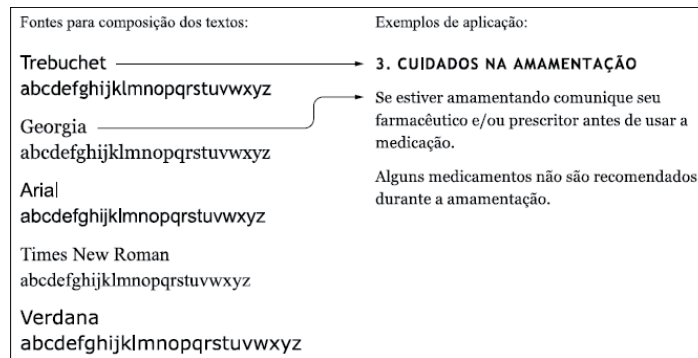 Fontes para composição dos textos:
Trebuchet
abcdefghijklmnopqrstuvwxyz
Georgia
abcdefghijklmnopqrstuvwxyz
Arial
abcdefghijklmnopqrstuvwxyz
Times New Roman
abcdefghijklmnopqrstuvwxyz
Verdana
abcdefghijklmnopqrstuvwxyz
Exemplos de aplicação:
3. CUIDADOS NA AMAMENTAÇÃO
Se estiver amamentando comunique seu
farmacêutico e/ou prescritor antes de usar a
medicação.
Alguns medicamentos não são recomendados
durante a amamentação.